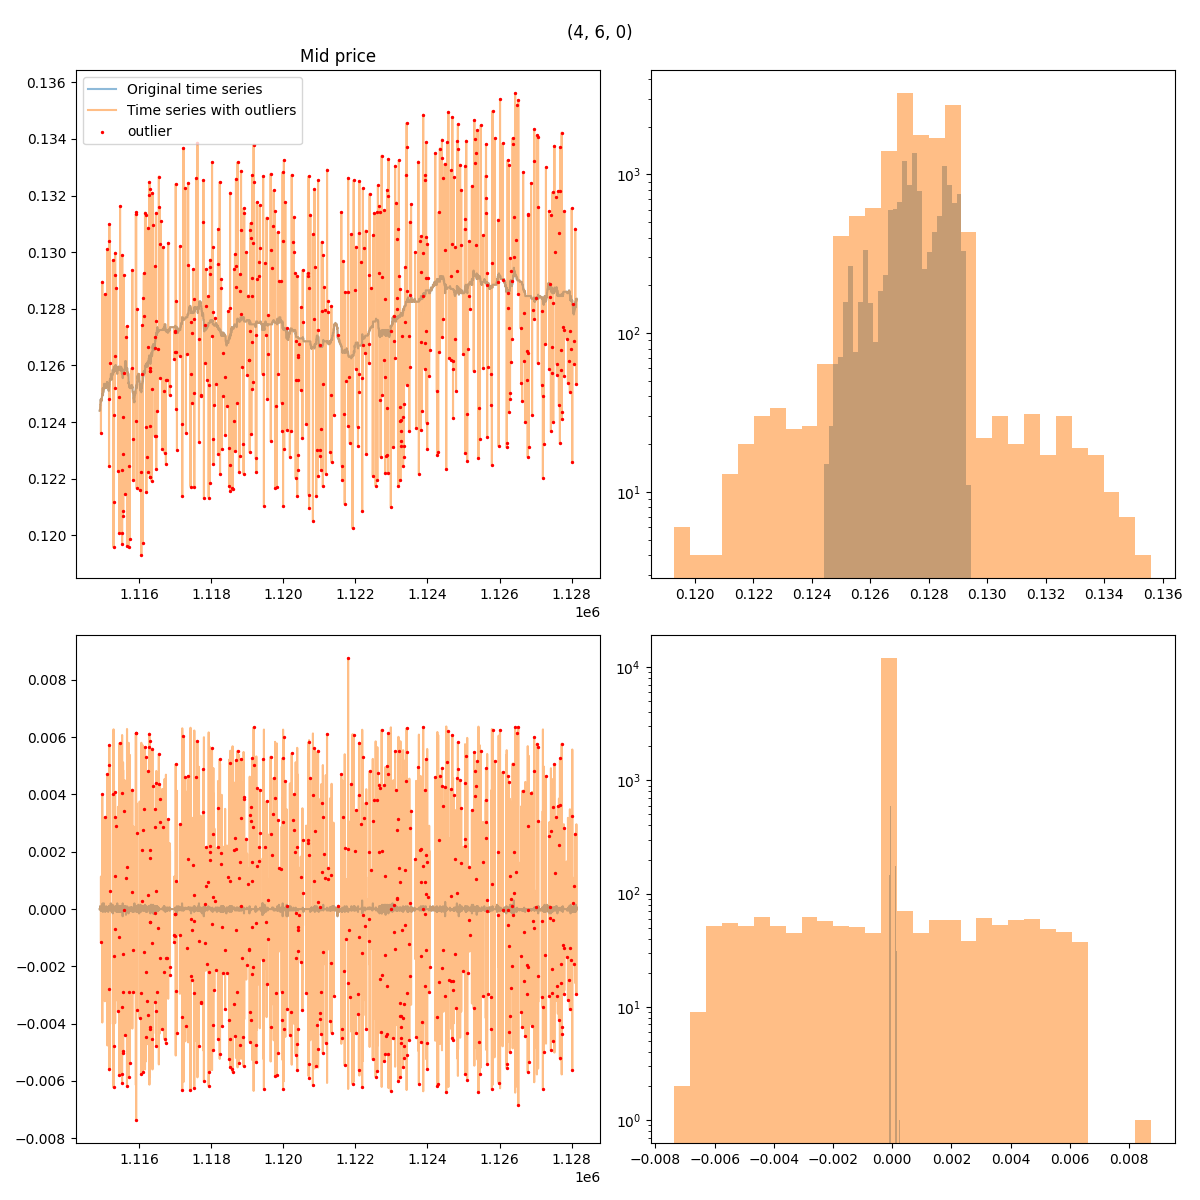 (4, 6, 0)
Mid price
Original time series
Time series with outliers
outlier
0.136
0.134
0.132
0.130
0.128
0.126
0.124
0.122
0.120
1.116 1.118 1.120 1.122 1.124 1.126 1.128
1e6
10³
10²
10¹
0.120 0.122 0.124 0.126 0.128 0.130 0.132 0.134 0.136
0.008
0.006
0.004
0.002
0.000
−0.002
−0.004
−0.006
−0.008
1.116 1.118 1.120 1.122 1.124 1.126 1.128
1e6
10⁴
10³
10²
10¹
10⁰
−0.008 −0.006 −0.004 −0.002 0.000 0.002 0.004 0.006 0.008